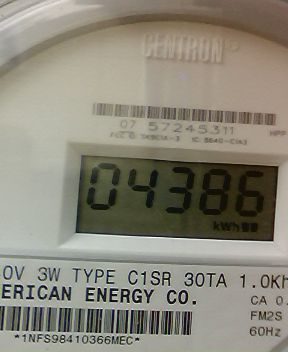 CENTRON®
07 57245311
HPP
04386
kWh
0V 3W TYPE C1SR 30TA 1.0Kh
ERICAN ENERGY CO.
CA 0.
FM2S
60Hz
*1NFS98410366MEC*